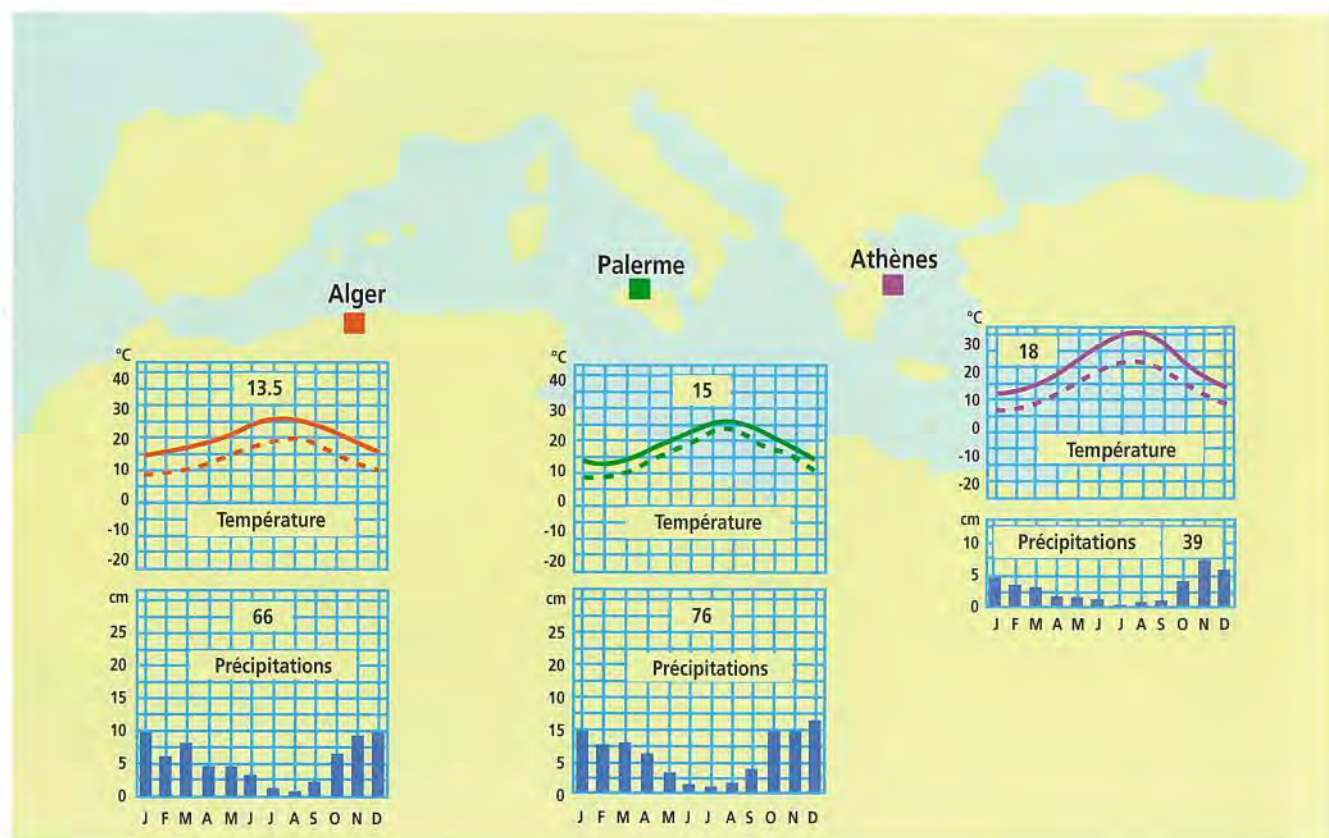 Alger
°C
40
30
20
10
0
-10
-20
13.5
Température
cm
25
20
15
10
5
0
66
Précipitations
J F M A M J J A S O N D
Palerme
°C
40
30
20
10
0
-10
-20
15
Température
cm
25
20
10
15
5
0
76
Précipitations
J F M A M J J A S O N D
Athènes
°C
30
20
10
0
-10
-20
18
Température
cm
10
5
0
Précipitations 39
J F M A M J J A S O N D